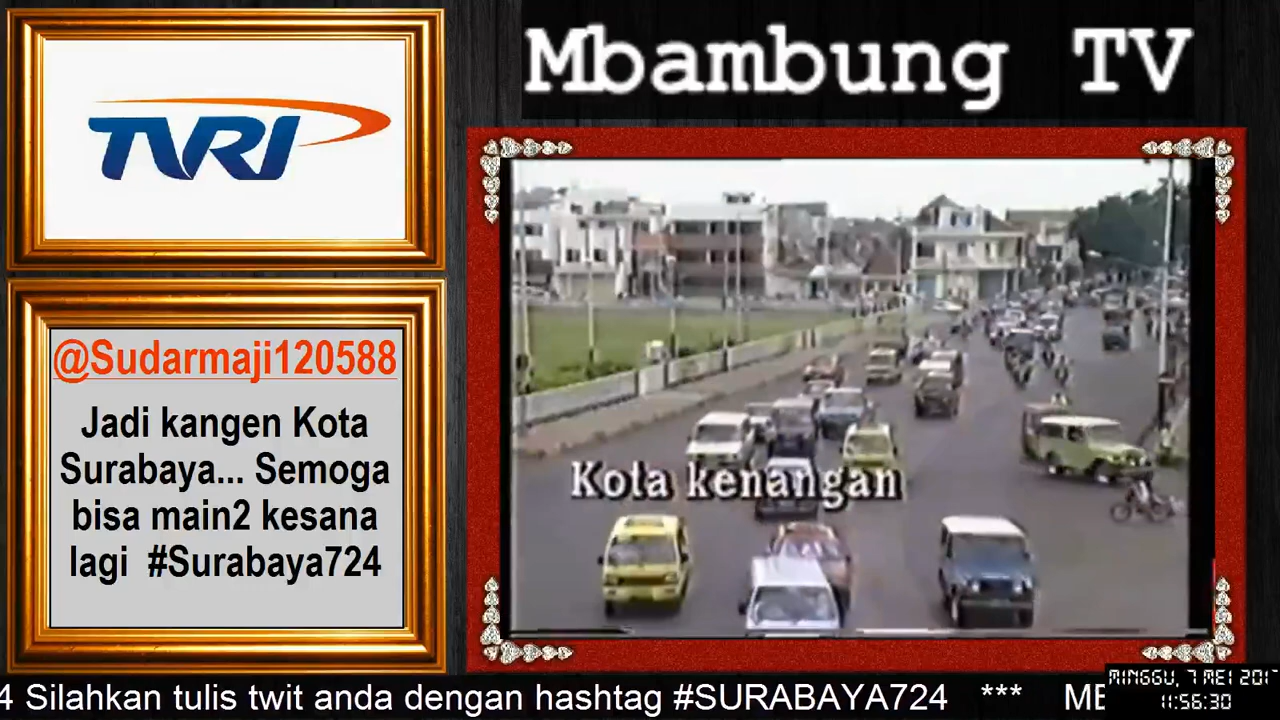 TVRI
Mbambung TV
@Sudarmaji120588
Jadi kangen Kota
Surabaya... Semoga
bisa main2 kesana
lagi #Surabaya724
Kota kenangan
4 Silahkan tulis twit anda dengan hashtag #SURABAYA724 *** ME
MINGGU, 7 MEI 201
11:56:30